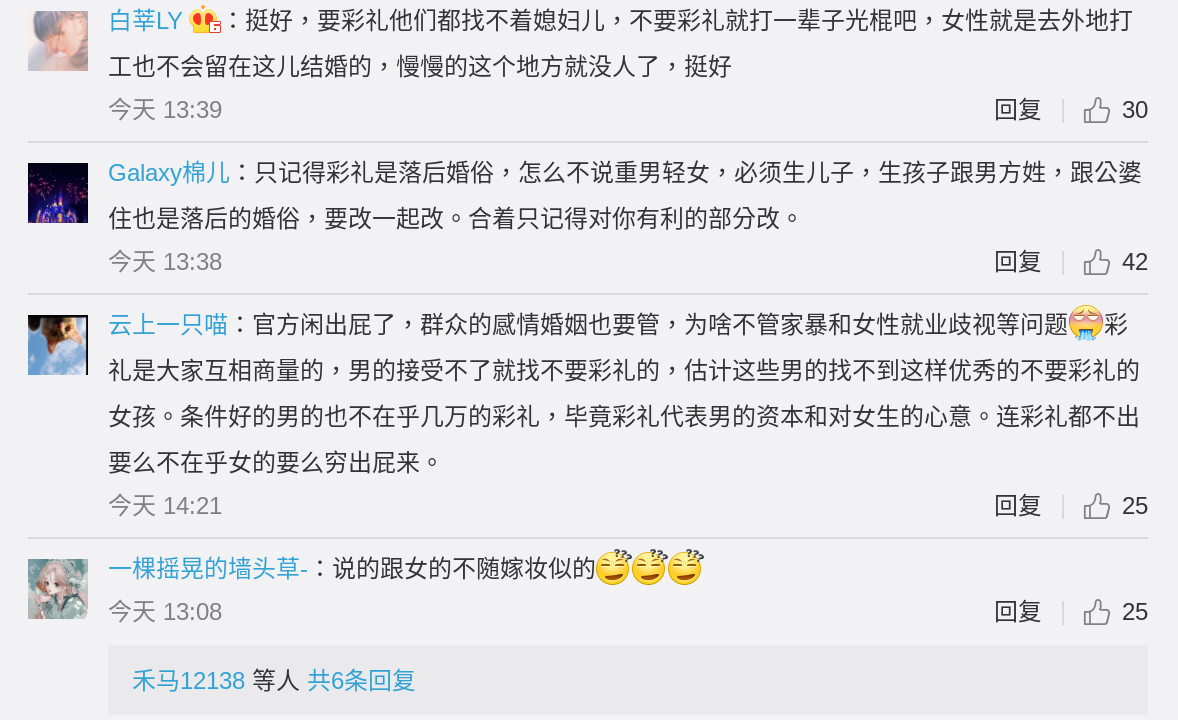 白莘LY：挺好，要彩礼他们都找不着媳妇儿，不要彩礼就打一辈子光棍吧，女性就是去外地打
工也不会留在这儿结婚的，慢慢的这个地方就没人了，挺好
今天 13:39 回复 30
Galaxy棉儿：只记得彩礼是落后婚俗，怎么不说重男轻女，必须生儿子，生孩子跟男方姓，跟公婆
住也是落后的婚俗，要改一起改。合着只记得对你有利的部分改。
今天 13:38 回复 42
云上一只喵：官方闲出屁了，群众的感情婚姻也要管，为啥不管家暴和女性就业歧视等问题彩
礼是大家互相商量的，男的接受不了就找不要彩礼的，估计这些男的找不到这样优秀的不要彩礼的
女孩。条件好的男的也不在乎几万的彩礼，毕竟彩礼代表男的资本和对女生的心意。连彩礼都不出
要么不在乎女的要么穷出屁来。
今天 14:21 回复 25
一棵摇晃的墙头草-：说的跟女的不随嫁妆似的
今天 13:08 回复 25
禾马12138 等人 共6条回复